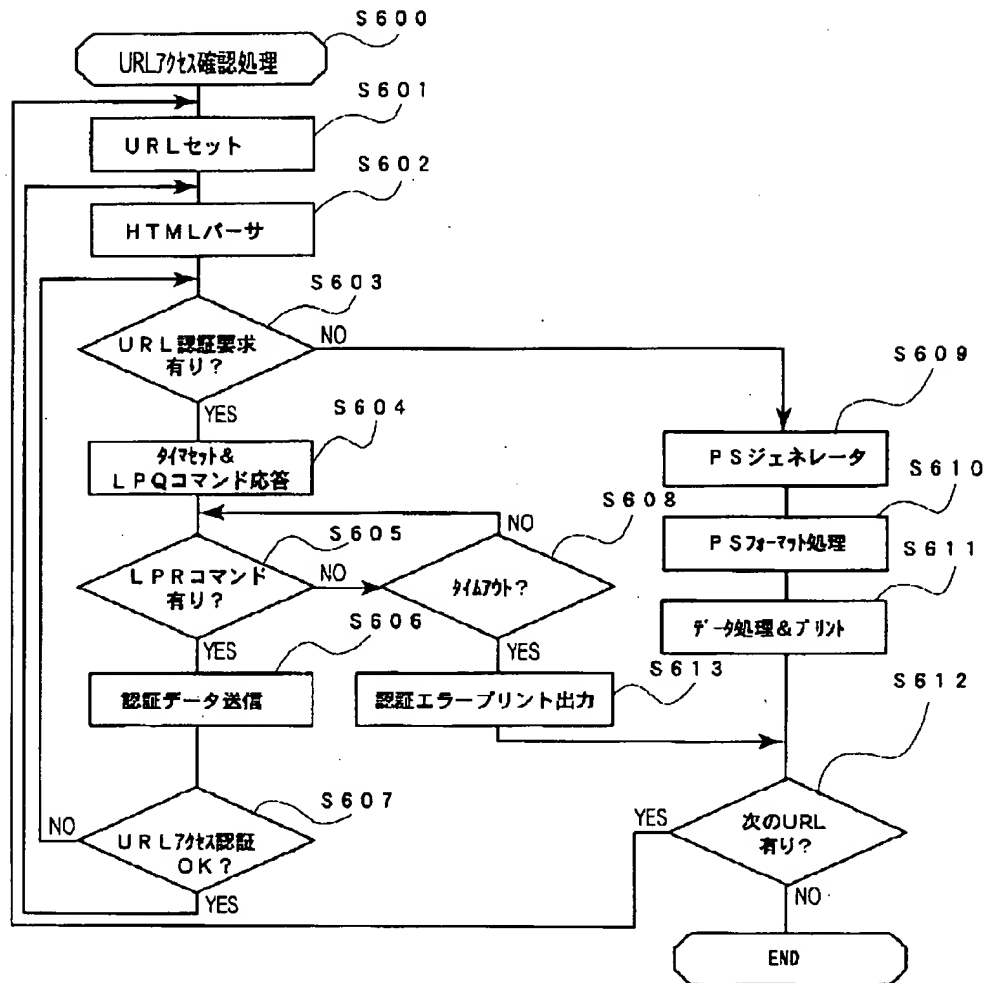 S600
URLアクセス確認処理
S601
URLセット
S602
HTMLパーサ
S603
URL認証要求
有り?
NO
YES
S604
タイマセット&
LPQコマンド応答
S605
LPRコマンド
有り?
NO
YES
S608
タイムアウト?
NO
YES
S606
認証データ送信
S613
認証エラープリント出力
S607
URLアクセス認証
OK?
NO
YES
S609
PSジェネレータ
S610
PSフォーマット処理
S611
データ処理&プリント
S612
次のURL
有り?
YES
NO
END